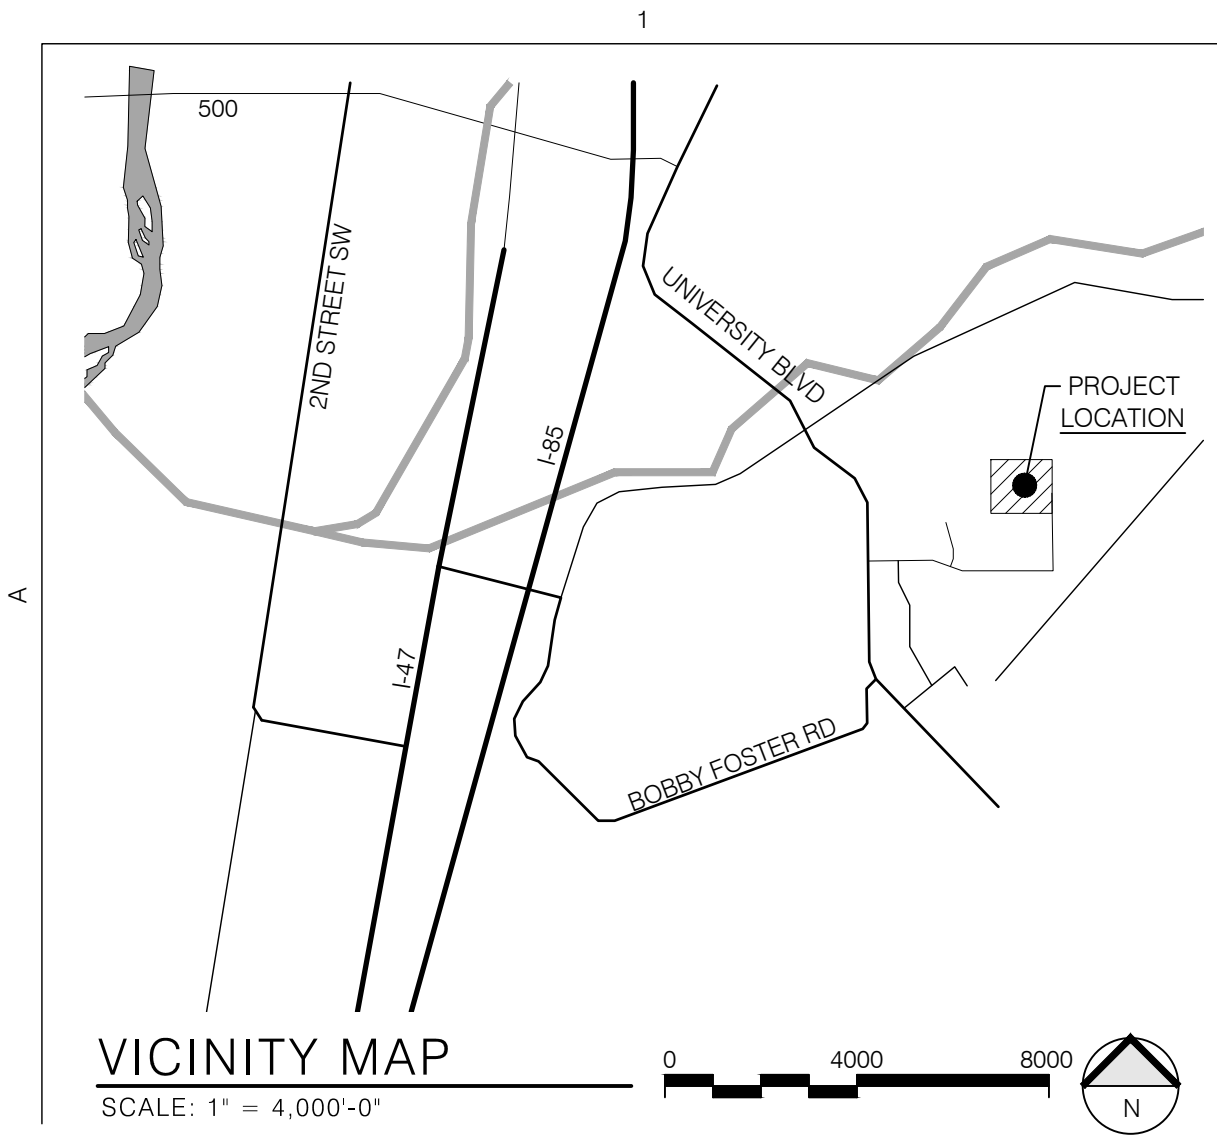 1
500
2ND STREET SW
UNIVERSITY BLVD
PROJECT
LOCATION
I-85
A
I-47
BOBBY FOSTER RD
VICINITY MAP
SCALE: 1" = 4,000'-0"
0 4000 8000
N